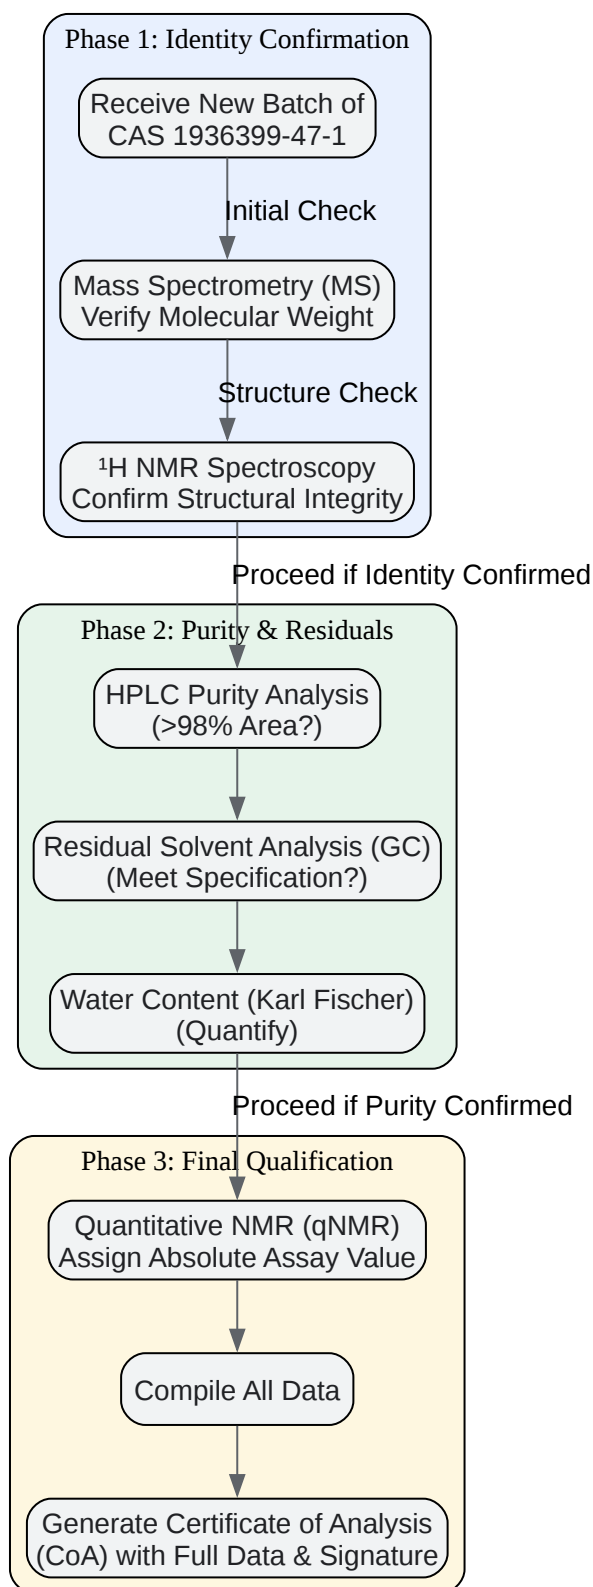 Phase 1: Identity Confirmation
Receive New Batch of
CAS 1936399-47-1
Initial Check
Mass Spectrometry (MS)
Verify Molecular Weight
Structure Check
¹H NMR Spectroscopy
Confirm Structural Integrity
Proceed if Identity Confirmed
Phase 2: Purity & Residuals
HPLC Purity Analysis
(>98% Area?)
Residual Solvent Analysis (GC)
(Meet Specification?)
Water Content (Karl Fischer)
(Quantify)
Proceed if Purity Confirmed
Phase 3: Final Qualification
Quantitative NMR (qNMR)
Assign Absolute Assay Value
Compile All Data
Generate Certificate of Analysis
(CoA) with Full Data & Signature